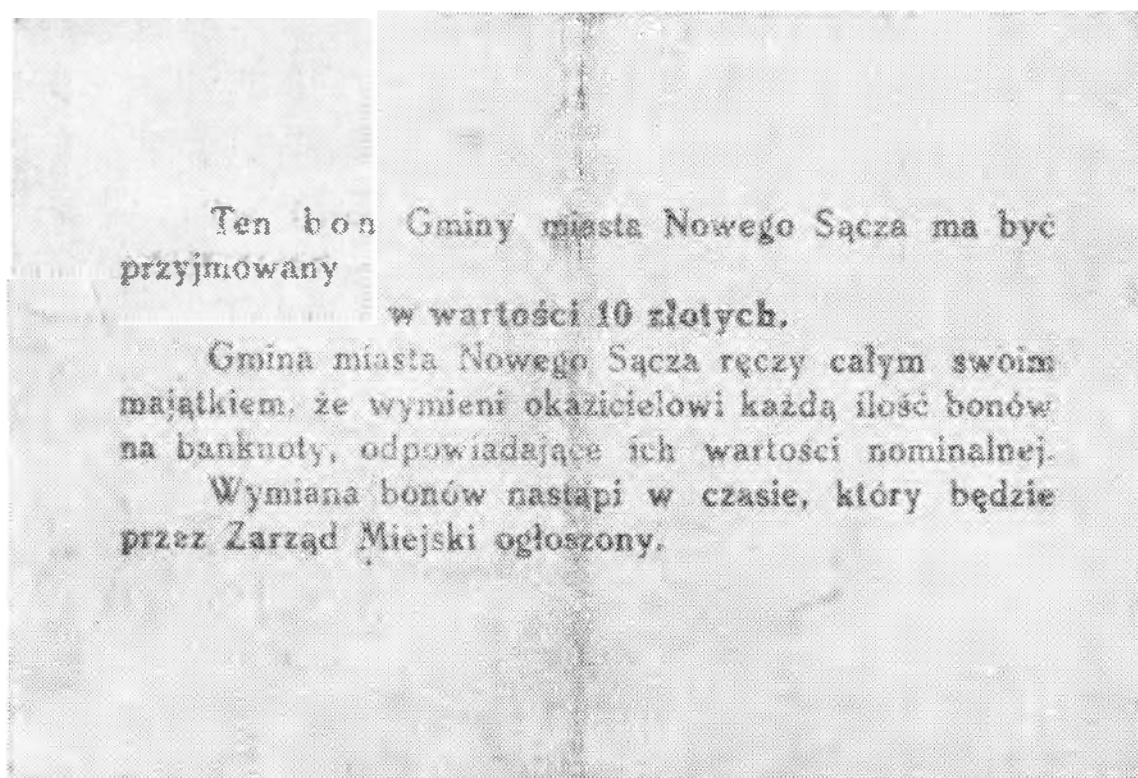 Ten bon Gminy miasta Nowego Sącza ma być
przyjmowany
w wartości 10 złotych.
Gmina miasta Nowego Sącza ręczy całym swoim
majątkiem, że wymieni okazicielowi każdą ilość bonów
na banknoty, odpowiadające ich wartości nominalnej.
Wymiana bonów nastąpi w czasie, który będzie
przez Zarząd Miejski ogłoszony.